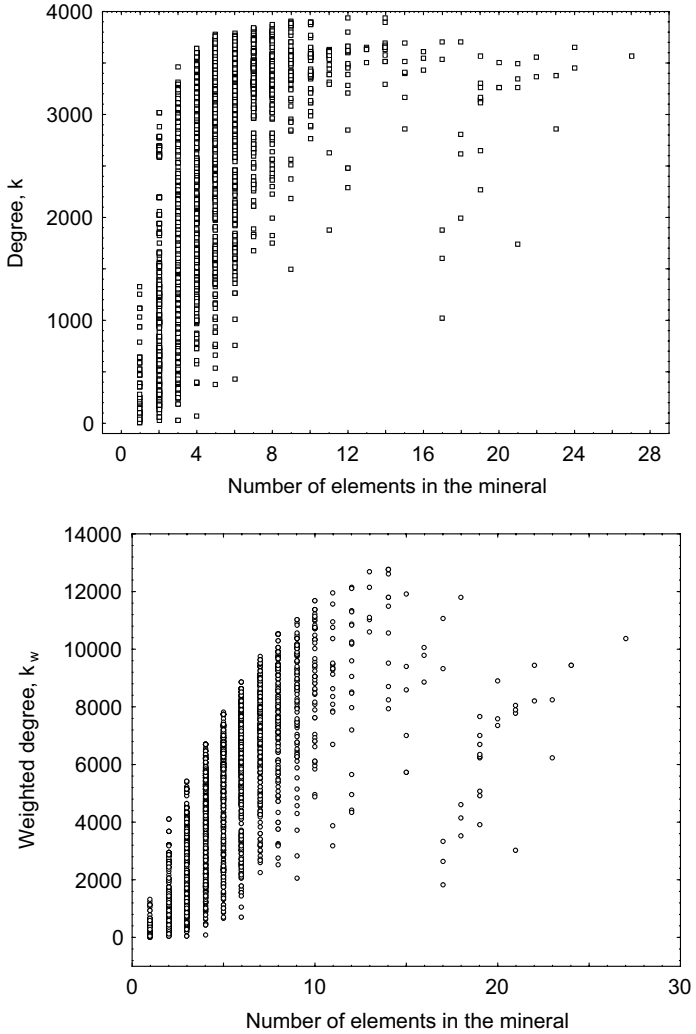 4000
3000
2000
1000
0
Degree, k
0 4 8 12 16 20 24 28
Number of elements in the mineral
14000
12000
10000
8000
6000
4000
2000
0
Weighted degree, kw
0 10 20 30
Number of elements in the mineral